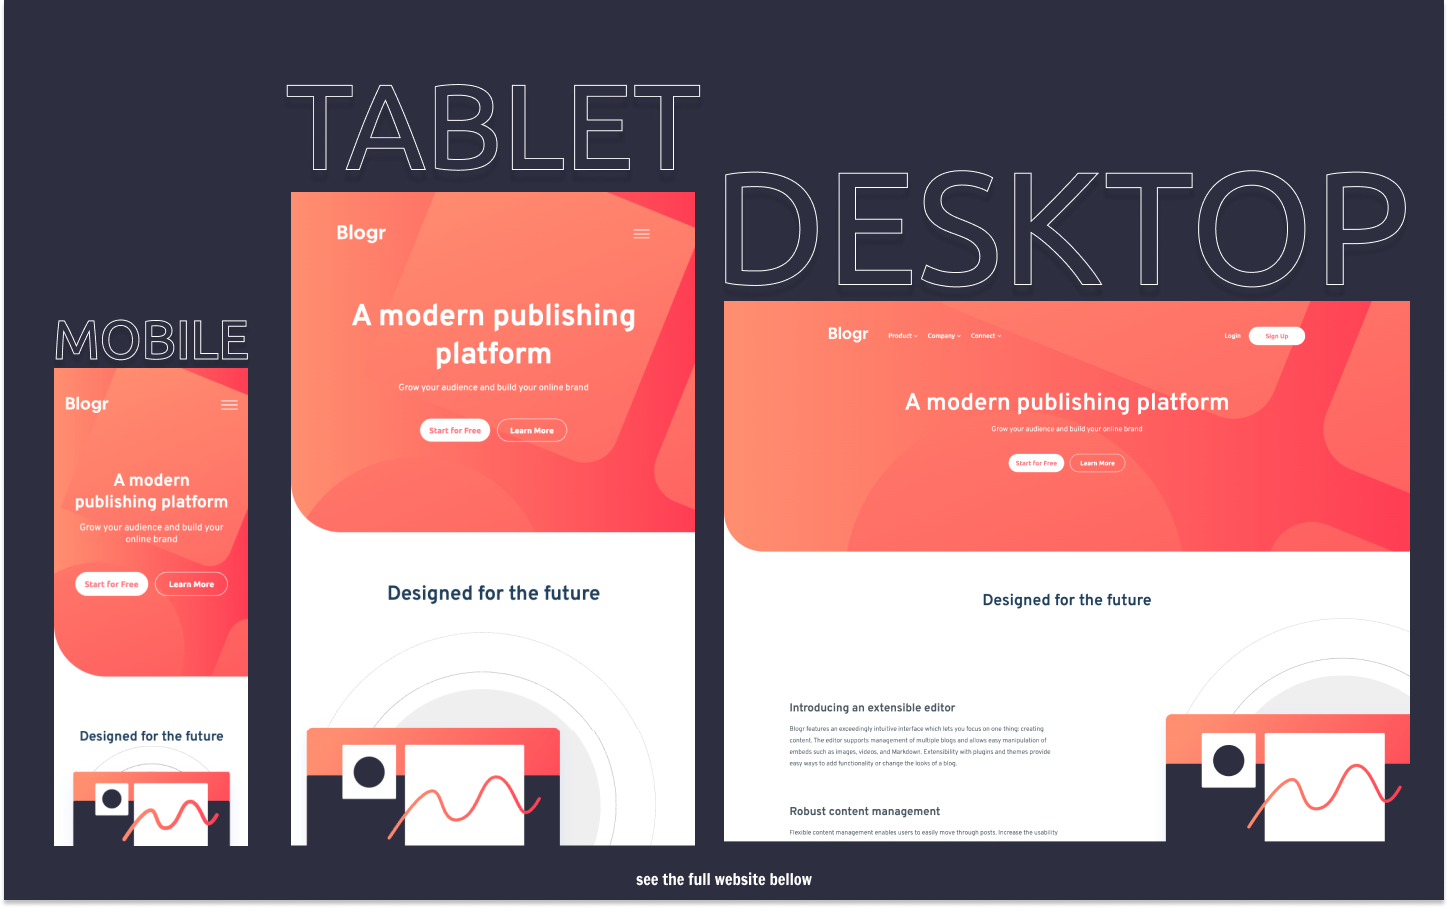 TABLET
DESKTOP
MOBILE
Blogr
A modern
publishing platform
Grow your audience and build your
online brand
Start for Free Learn More
Designed for the future
Blogr
A modern publishing
platform
Grow your audience and build your online brand
Start for Free Learn More
Designed for the future
Blogr Product Company Connect Login Sign Up
A modern publishing platform
Grow your audience and build your online brand
Start for Free Learn More
Designed for the future
Introducing an extensible editor
Blogr features an exceedingly intuitive interface which lets you focus on one thing: creating
content. The editor supports management of multiple blogs and allows easy manipulation of
embeds such as images, videos, and Markdown. Extensibility with plugins and themes provide
easy ways to add functionality or change the looks of a blog.
Robust content management
Flexible content management enables users to easily move through posts. Increase the usability
see the full website bellow